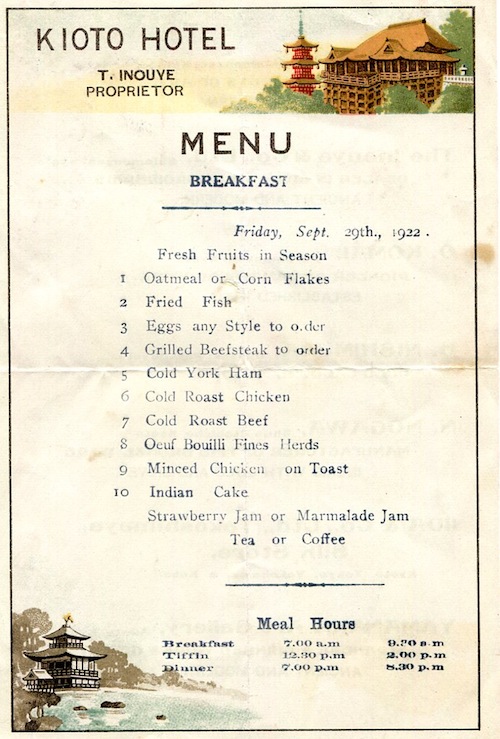 KIOTO HOTEL
T. INOUYE
PROPRIETOR
MENU
BREAKFAST
Friday, Sept. 29th., 1922.
Fresh Fruits in Season
1 Oatmeal or Corn Flakes
2 Fried Fish
3 Eggs any Style to o.der
4 Grilled Beefsteak to order
5 Cold York Ham
6 Cold Roast Chicken
7 Cold Roast Beef
8 Oeuf Bouilli Fines Herds
9 Minced Chicken on Toast
10 Indian Cake
Strawberry Jam or Marmalade Jam
Tea or Coffee
Meal Hours
Breakfast 7.00 a.m 9.30 a.m
Tiffin 12.30 p.m 2.00 p.m
Dinner 7.00 p.m 8.30 p.m